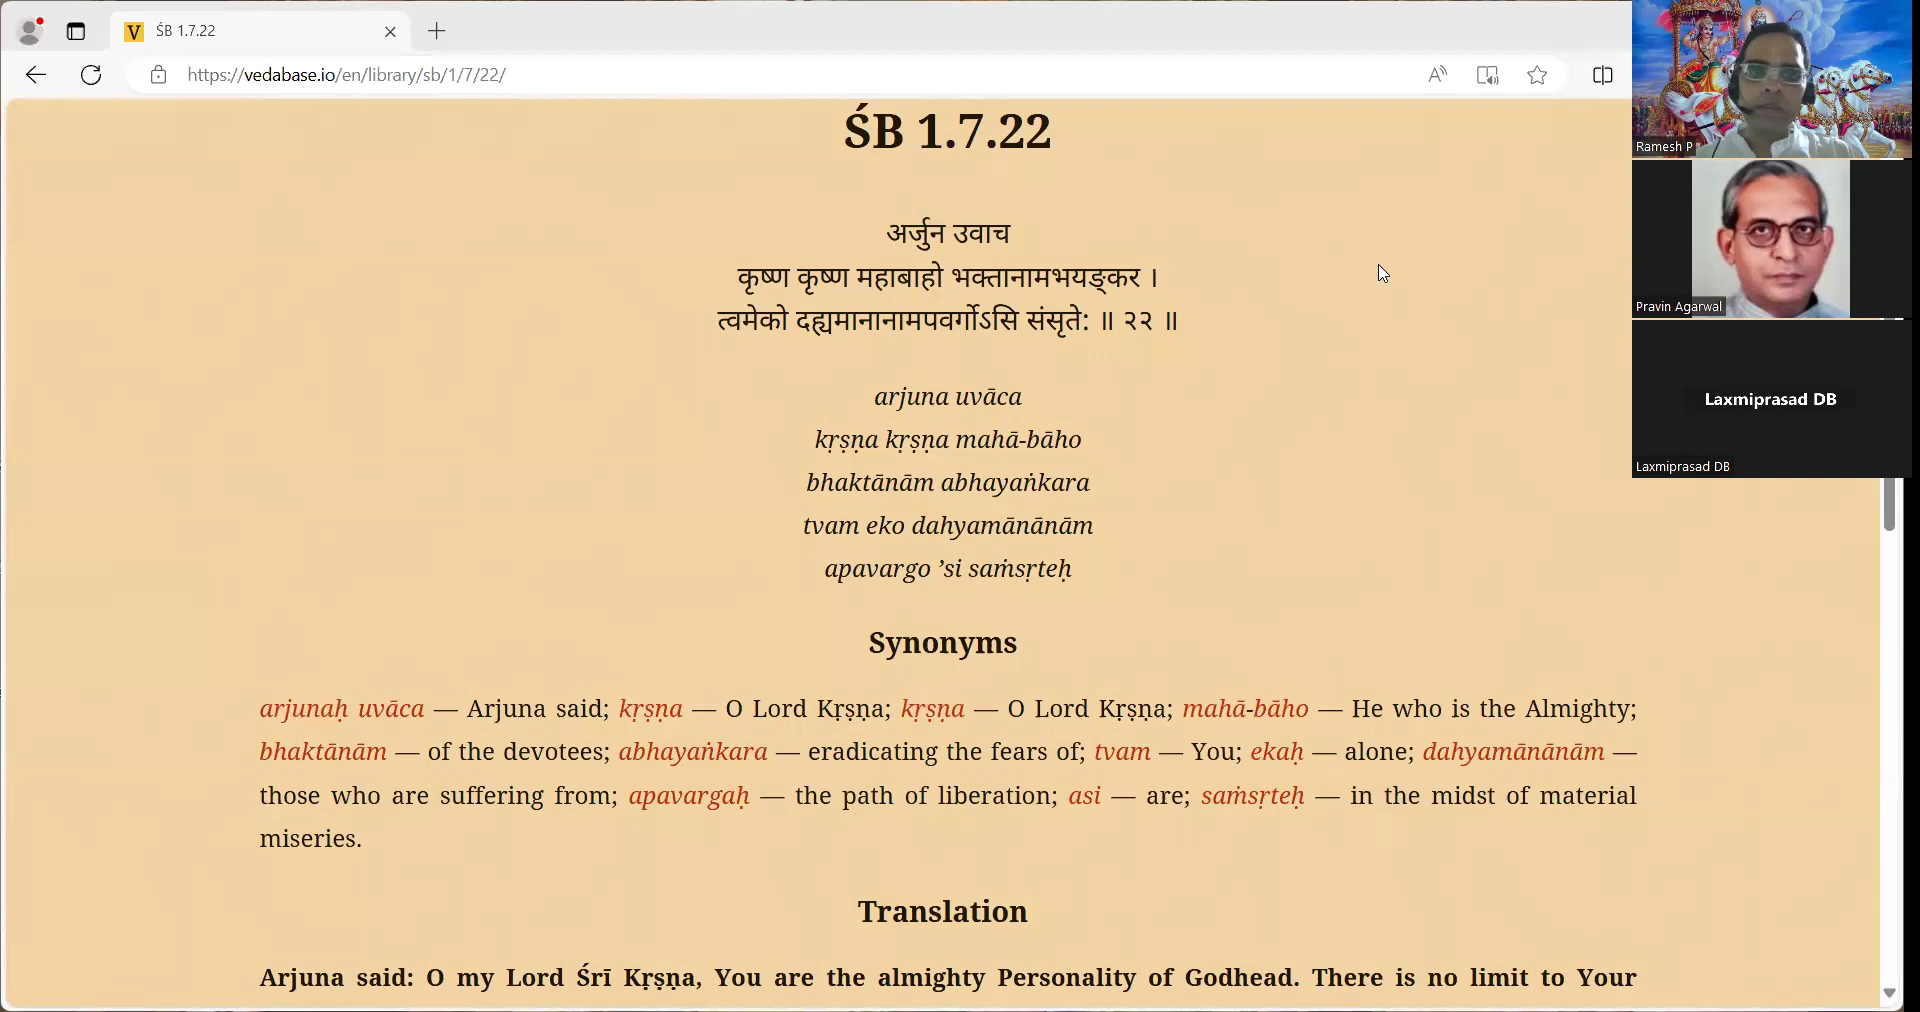 ŚB 1.7.22
https://vedabase.io/en/library/sb/1/7/22/
ŚB 1.7.22
अर्जुन उवाच
कृष्ण कृष्ण महाबाहो भक्तानामभयङ्कर ।
त्वमेको दह्यमानानामपवर्गोऽसि संसृते: ॥ २२ ॥
arjuna uvāca
kṛṣṇa kṛṣṇa mahā-bāho
bhaktānām abhayaṅkara
tvam eko dahyamānānām
apavargo ’si saṁsṛteḥ
Synonyms
arjunaḥ uvāca — Arjuna said; kṛṣṇa — O Lord Kṛṣṇa; kṛṣṇa — O Lord Kṛṣṇa; mahā-bāho — He who is the Almighty;
bhaktānām — of the devotees; abhayaṅkara — eradicating the fears of; tvam — You; ekaḥ — alone; dahyamānānām —
those who are suffering from; apavargaḥ — the path of liberation; asi — are; saṁsṛteḥ — in the midst of material
miseries.
Translation
Arjuna said: O my Lord Śrī Kṛṣṇa, You are the almighty Personality of Godhead. There is no limit to Your
Ramesh P
Pravin Agarwal
Laxmiprasad DB
Laxmiprasad DB